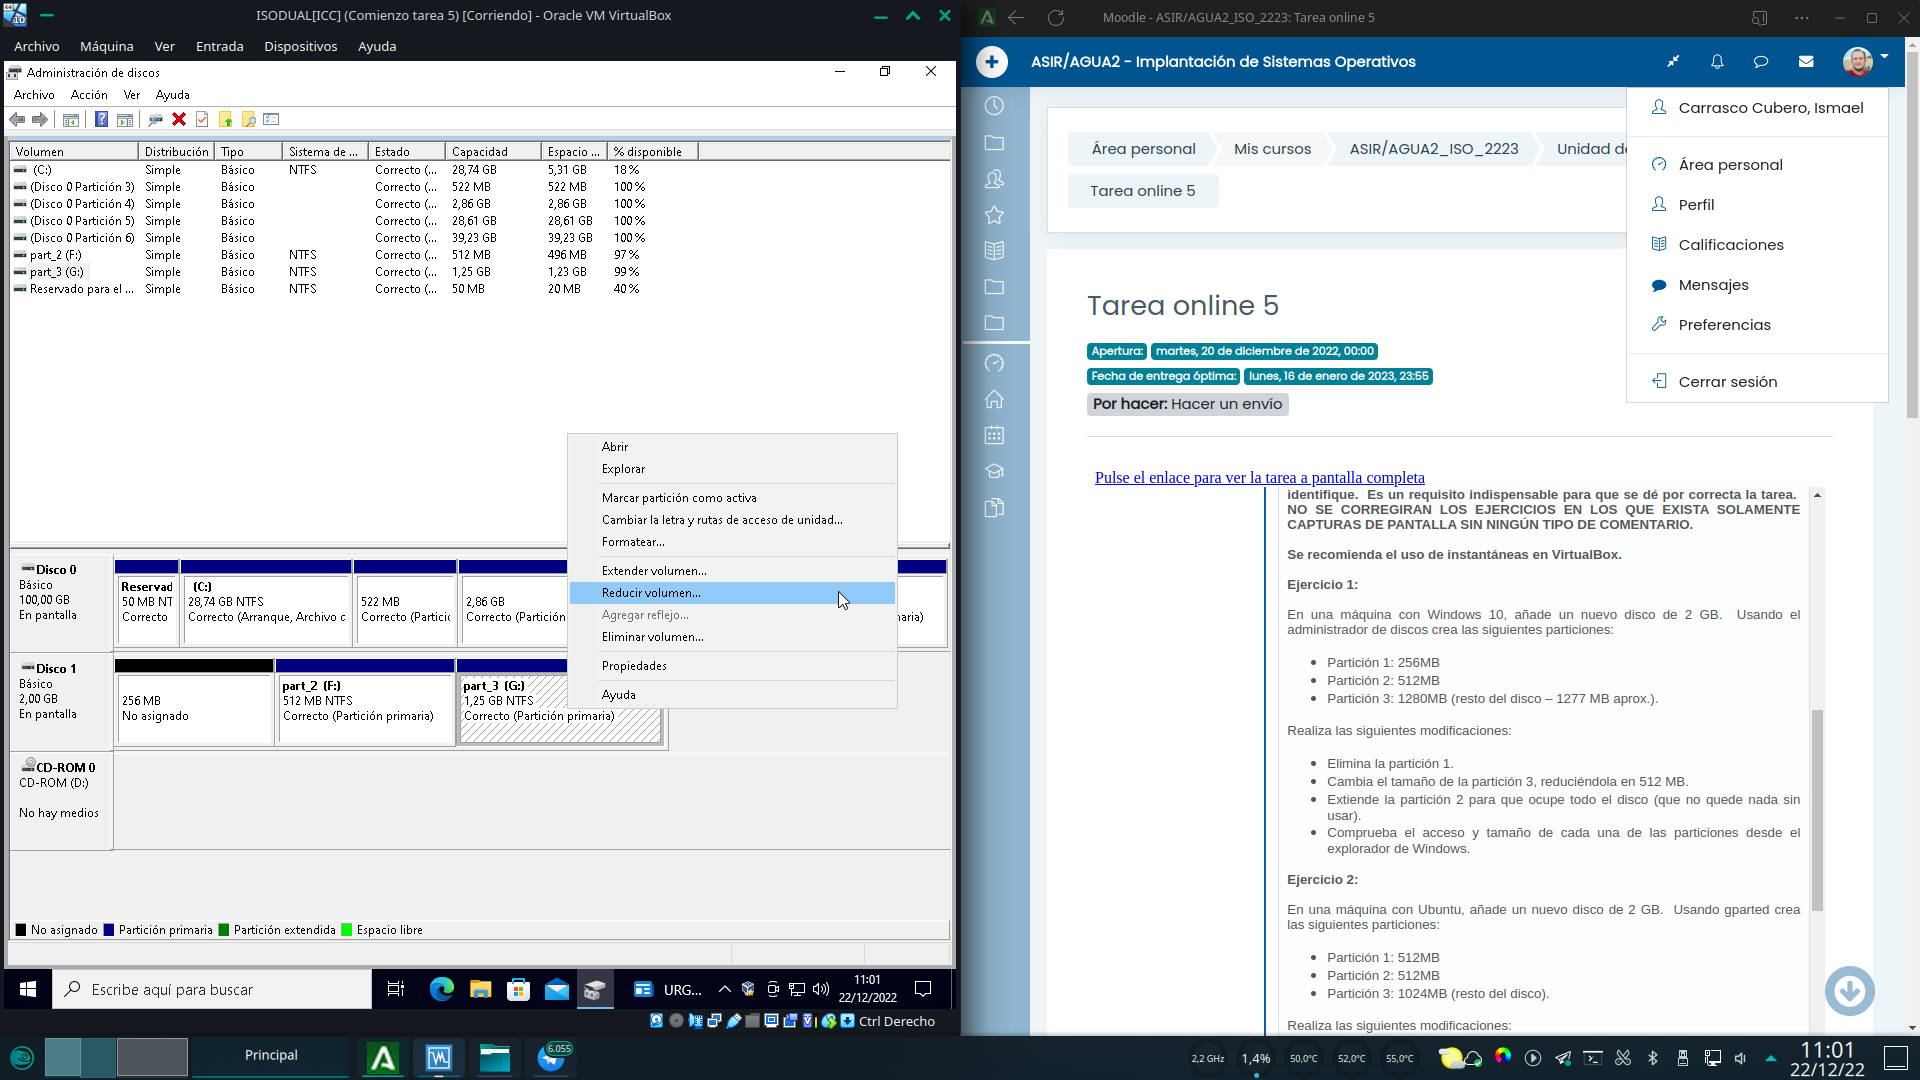 ISODUAL[ICC] (Comienzo tarea 5) [Corriendo] - Oracle VM VirtualBox
Archivo Máquina Ver Entrada Dispositivos Ayuda
Administración de discos
Archivo Acción Ver Ayuda
Volumen Distribución Tipo Sistema de ... Estado Capacidad Espacio ... % disponible
(C:) Simple Básico NTFS Correcto (... 28,74 GB 5,31 GB 18 %
(Disco 0 Partición 3) Simple Básico Correcto (... 522 MB 522 MB 100 %
(Disco 0 Partición 4) Simple Básico Correcto (... 2,86 GB 2,86 GB 100 %
(Disco 0 Partición 5) Simple Básico Correcto (... 28,61 GB 28,61 GB 100 %
(Disco 0 Partición 6) Simple Básico Correcto (... 39,23 GB 39,23 GB 100 %
part_2 (F:) Simple Básico NTFS Correcto (... 512 MB 496 MB 97 %
part_3 (G:) Simple Básico NTFS Correcto (... 1,25 GB 1,23 GB 99 %
Reservado para el ... Simple Básico NTFS Correcto (... 50 MB 20 MB 40 %
Abrir
Explorar
Marcar partición como activa
Cambiar la letra y rutas de acceso de unidad...
Formatear...
Extender volumen...
Reducir volumen...
Agregar reflejo...
Eliminar volumen...
Propiedades
Ayuda
Disco 0
Básico
100,00 GB
En pantalla
Reservad
50 MB NT
Correcto
(C:)
28,74 GB NTFS
Correcto (Arranque, Archivo c
522 MB
Correcto (Partici
2,86 GB
Correcto (Partición
aria)
Disco 1
Básico
2,00 GB
En pantalla
256 MB
No asignado
part_2 (F:)
512 MB NTFS
Correcto (Partición primaria)
part_3 (G:)
1,25 GB NTFS
Correcto (Partición primaria)
CD-ROM 0
CD-ROM (D:)
No hay medios
No asignado Partición primaria Partición extendida Espacio libre
Escribe aquí para buscar
URG...
11:01
22/12/2022
Ctrl Derecho
Moodle - ASIR/AGUA2_ISO_2223: Tarea online 5
ASIR/AGUA2 - Implantación de Sistemas Operativos
Carrasco Cubero, Ismael
Área personal
Perfil
Calificaciones
Mensajes
Preferencias
Cerrar sesión
Área personal Mis cursos ASIR/AGUA2_ISO_2223 Unidad de
Tarea online 5
Tarea online 5
Apertura: martes, 20 de diciembre de 2022, 00:00
Fecha de entrega óptima: lunes, 16 de enero de 2023, 23:55
Por hacer: Hacer un envío
Pulse el enlace para ver la tarea a pantalla completa
identifique. Es un requisito indispensable para que se dé por correcta la tarea.
NO SE CORREGIRAN LOS EJERCICIOS EN LOS QUE EXISTA SOLAMENTE
CAPTURAS DE PANTALLA SIN NINGÚN TIPO DE COMENTARIO.
Se recomienda el uso de instantáneas en VirtualBox.
Ejercicio 1:
En una máquina con Windows 10, añade un nuevo disco de 2 GB. Usando el
administrador de discos crea las siguientes particiones:
Partición 1: 256MB
Partición 2: 512MB
Partición 3: 1280MB (resto del disco – 1277 MB aprox.).
Realiza las siguientes modificaciones:
Elimina la partición 1.
Cambia el tamaño de la partición 3, reduciéndola en 512 MB.
Extiende la partición 2 para que ocupe todo el disco (que no quede nada sin
usar).
Comprueba el acceso y tamaño de cada una de las particiones desde el
explorador de Windows.
Ejercicio 2:
En una máquina con Ubuntu, añade un nuevo disco de 2 GB. Usando gparted crea
las siguientes particiones:
Partición 1: 512MB
Partición 2: 512MB
Partición 3: 1024MB (resto del disco).
Realiza las siguientes modificaciones:
Principal
6.055
2,2 GHz 1,4% 50,0°C 52,0°C 55,0°C
11:01
22/12/22